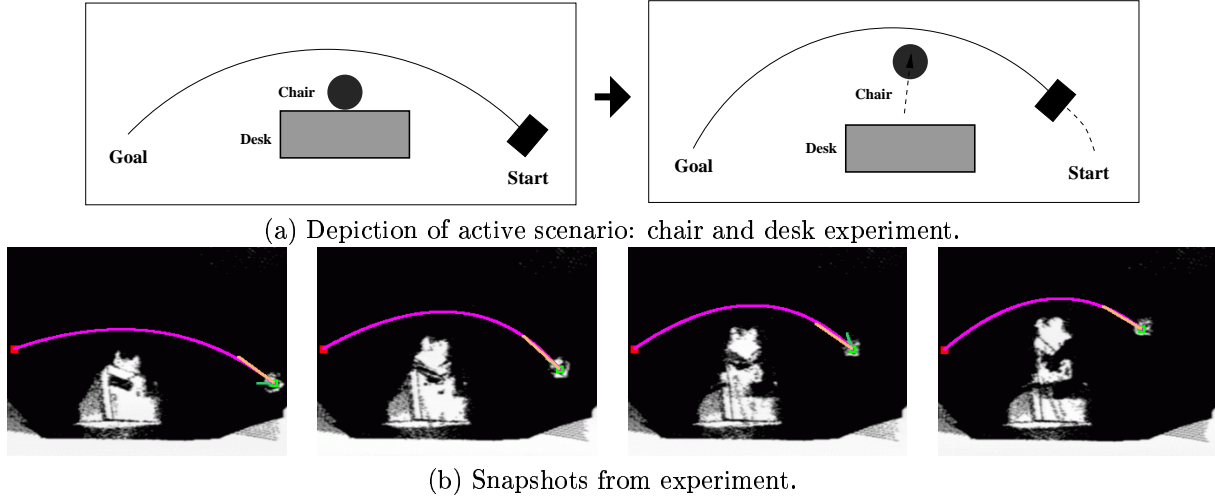 Chair
Desk
Goal
Start
Chair
Desk
Goal
Start
(a) Depiction of active scenario: chair and desk experiment.
(b) Snapshots from experiment.